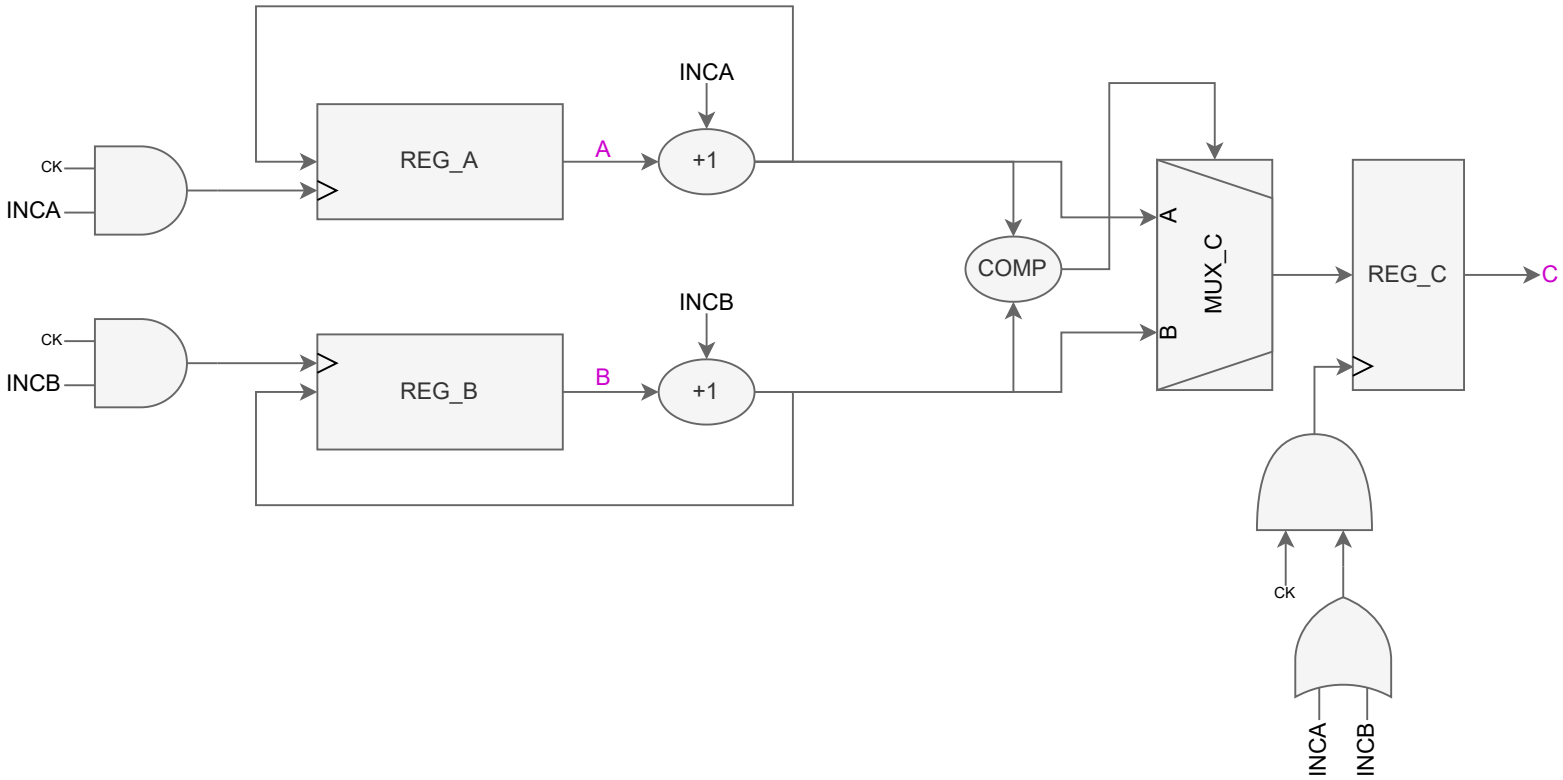 INCA
CK
INCA
REG_A
A
+1
COMP
INCB
CK
INCB
REG_B
B
+1
A
MUX_C
B
REG_C
C
CK
INCA
INCB